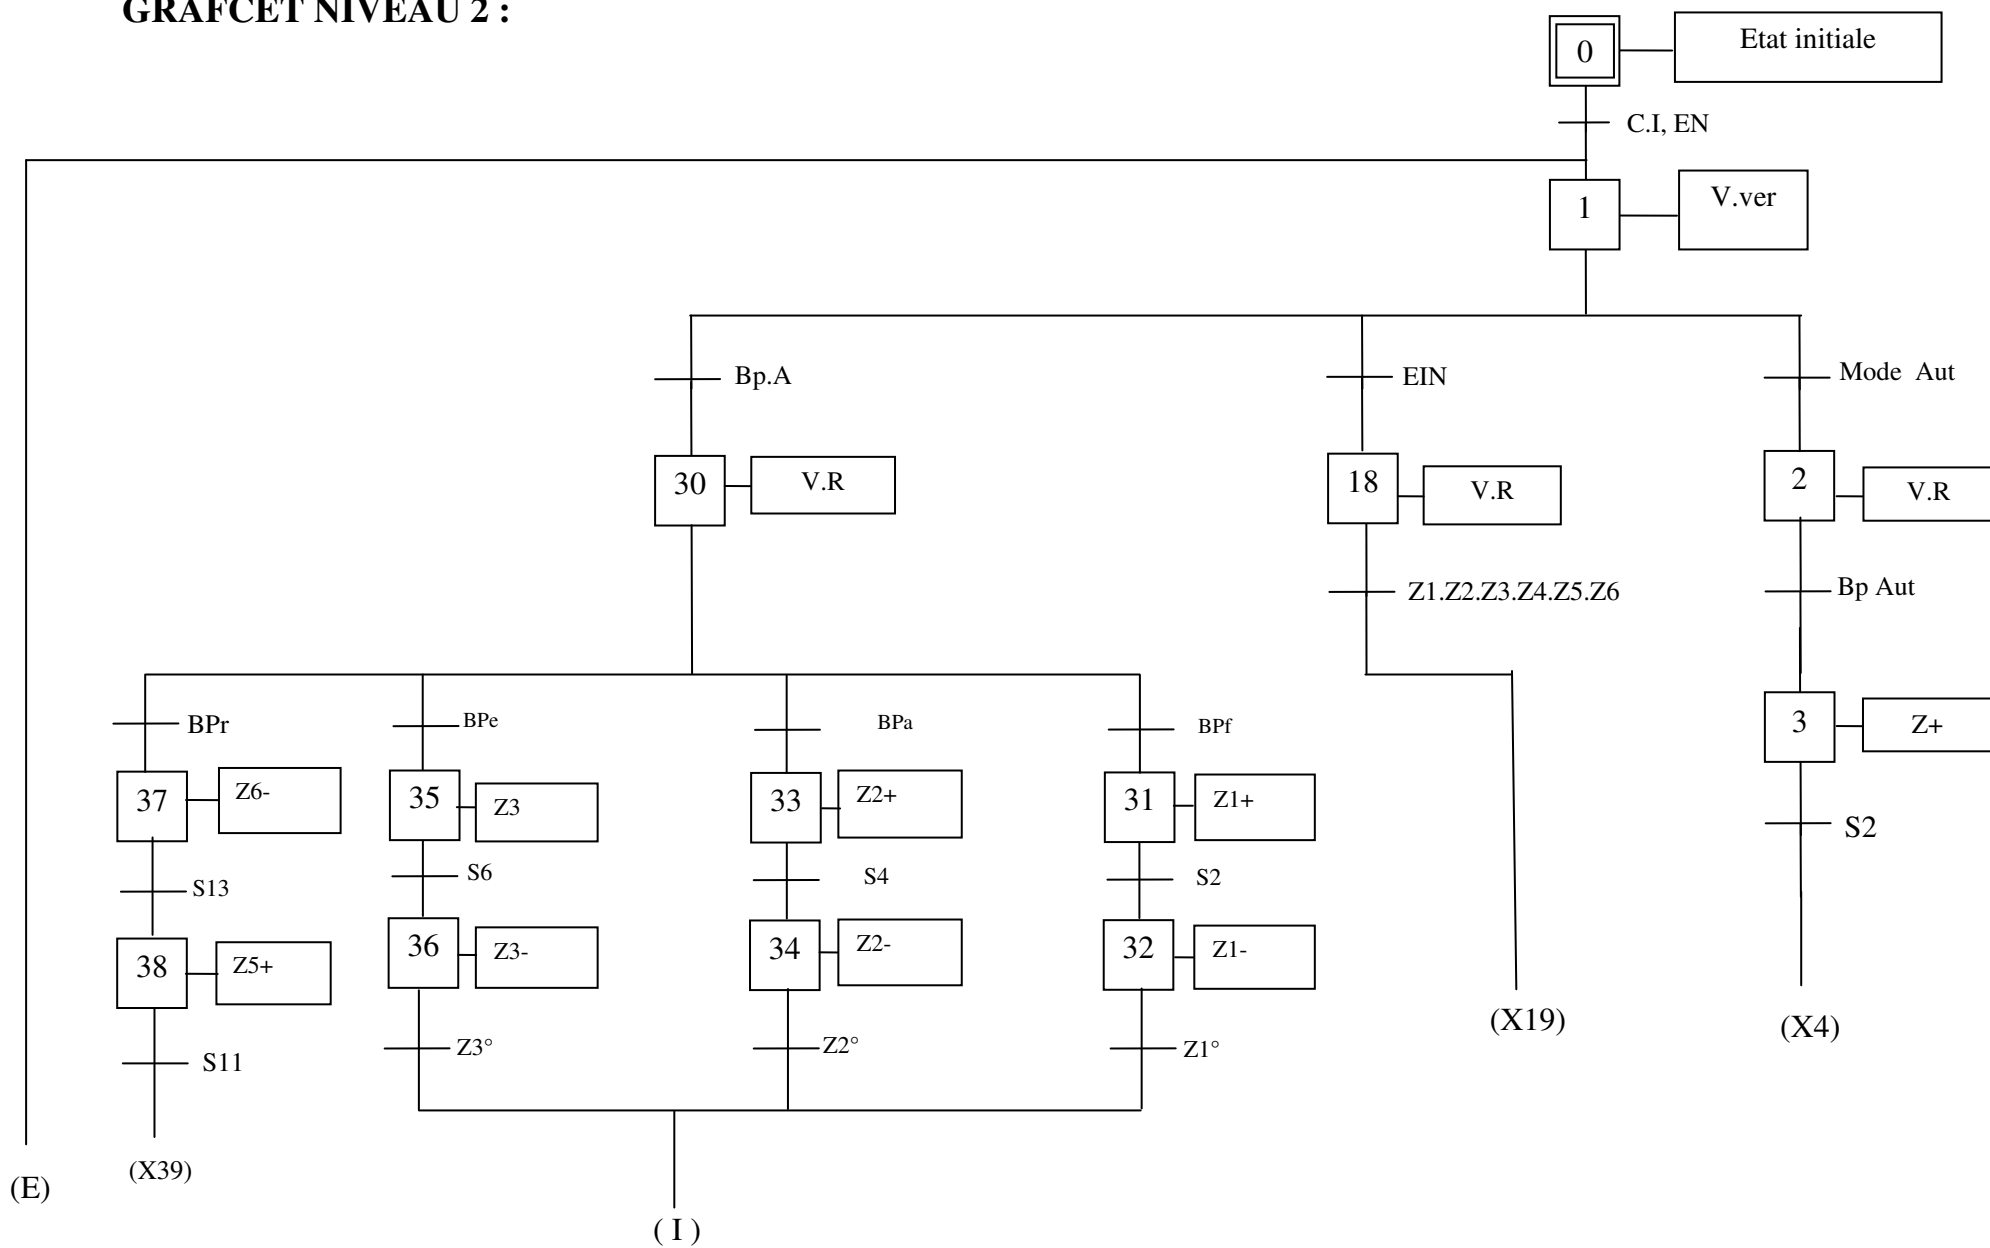 GRAFCET NIVEAU 2 :
0
Etat initiale
C.I, EN
1
V.ver
Bp.A
EIN
Mode Aut
30
V.R
18
V.R
2
V.R
Z1.Z2.Z3.Z4.Z5.Z6
Bp Aut
BPr
BPe
BPa
BPf
3
Z+
37
Z6-
35
Z3
33
Z2+
31
Z1+
S2
S13
S6
S4
S2
38
Z5+
36
Z3-
34
Z2-
32
Z1-
S11
Z3°
Z2°
Z1°
(X19)
(X4)
(E)
(X39)
( I )